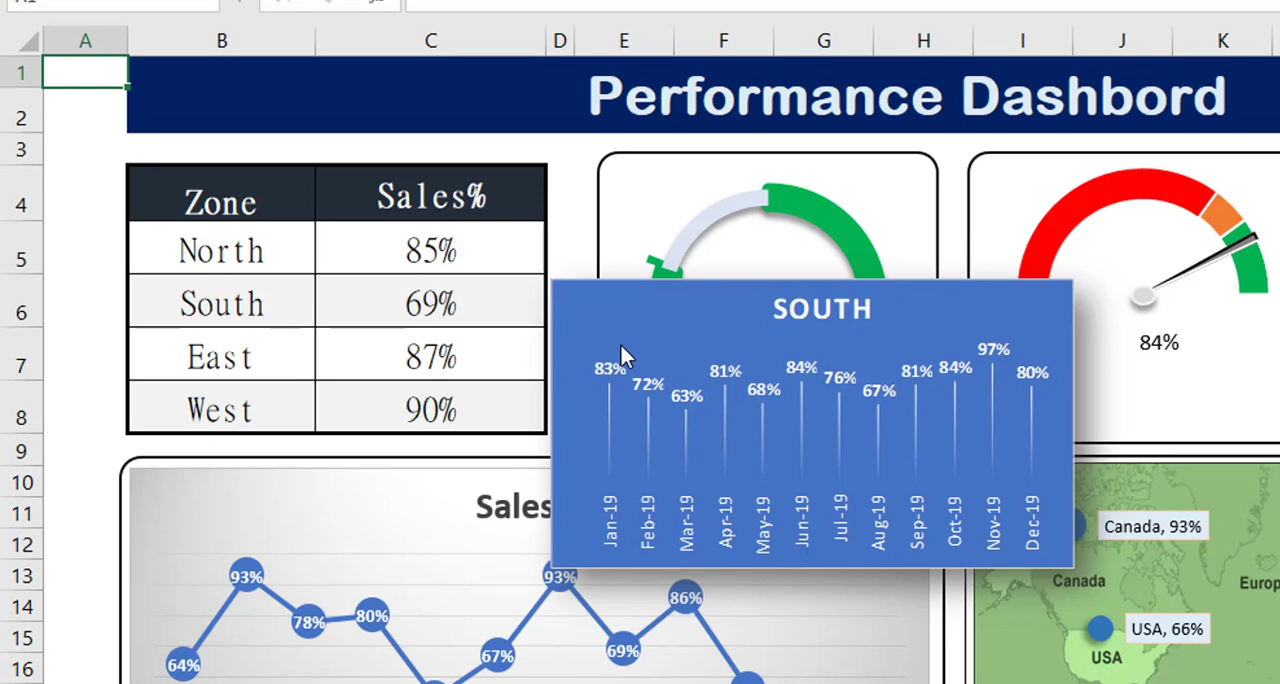 A B C D E F G H I J K
1
2
3
4
5
6
7
8
9
10
11
12
13
14
15
16
Performance Dashbord
Zone Sales%
North 85%
South 69%
East 87%
West 90%
84%
SOUTH
83% 72% 63% 81% 68% 84% 76% 67% 81% 84% 97% 80%
Jan-19 Feb-19 Mar-19 Apr-19 May-19 Jun-19 Jul-19 Aug-19 Sep-19 Oct-19 Nov-19 Dec-19
Sales
64% 93% 78% 80% 67% 93% 69% 86%
Canada, 93%
Canada
Europ
USA, 66%
USA